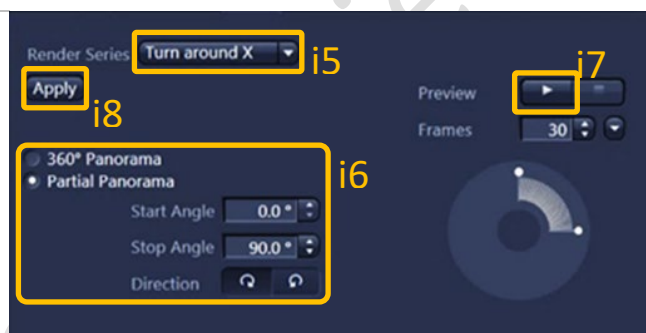 Render Series Turn around X i5
Apply i8
Preview i7
Frames 30
360° Panorama
Partial Panorama i6
Start Angle 0.0 °
Stop Angle 90.0 °
Direction